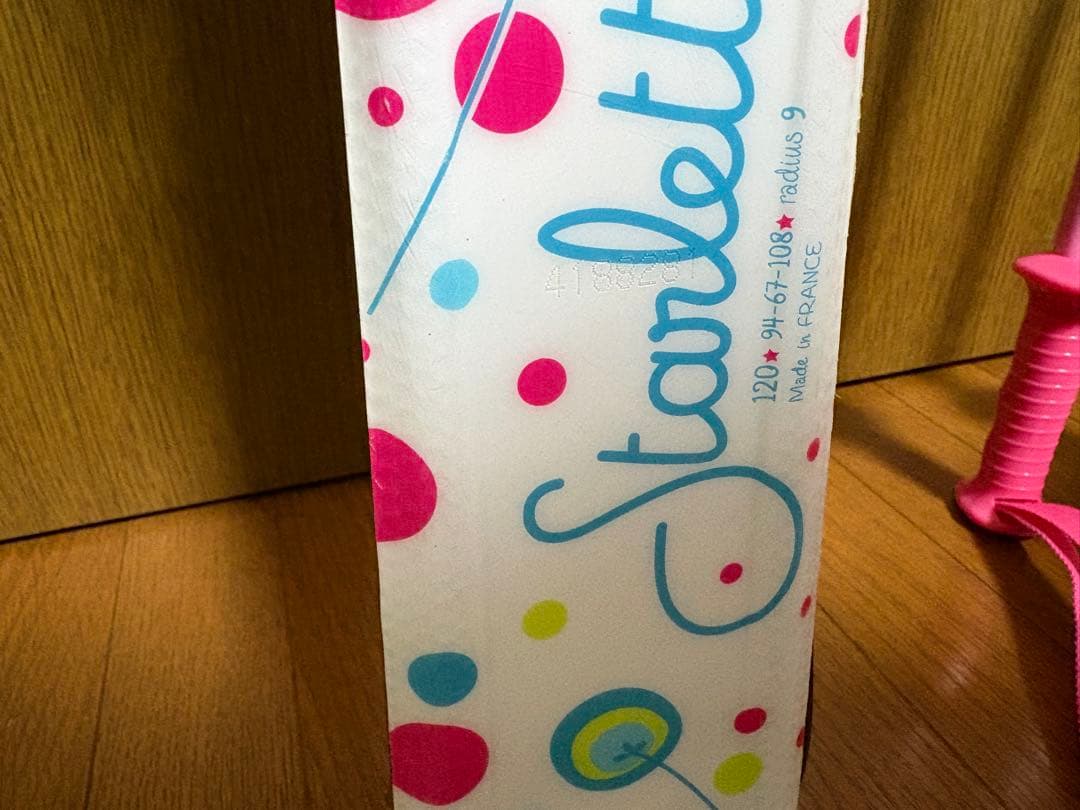 Starlett
4188281
120★ 94-67-108★ radius 9
Made in FRANCE